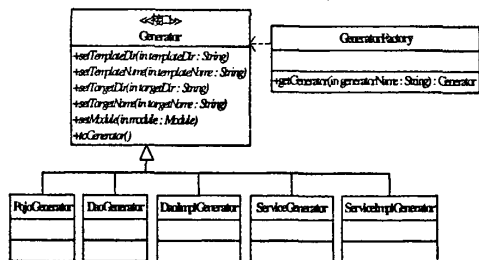 ≪接口≫
Generator
+setTemplateDir(in templateDir : String)
+setTemplateName(in templateName : String)
+setTargetDir(in targetDir : String)
+setTargetName(in targetName : String)
+setModule(in module : Module)
+toGenerator()
GeneratorFactory
+getGenerator(in generatorName : String) : Generator
PojoGenerator
DaoGenerator
DaoImplGenerator
ServiceGenerator
ServiceImplGenerator